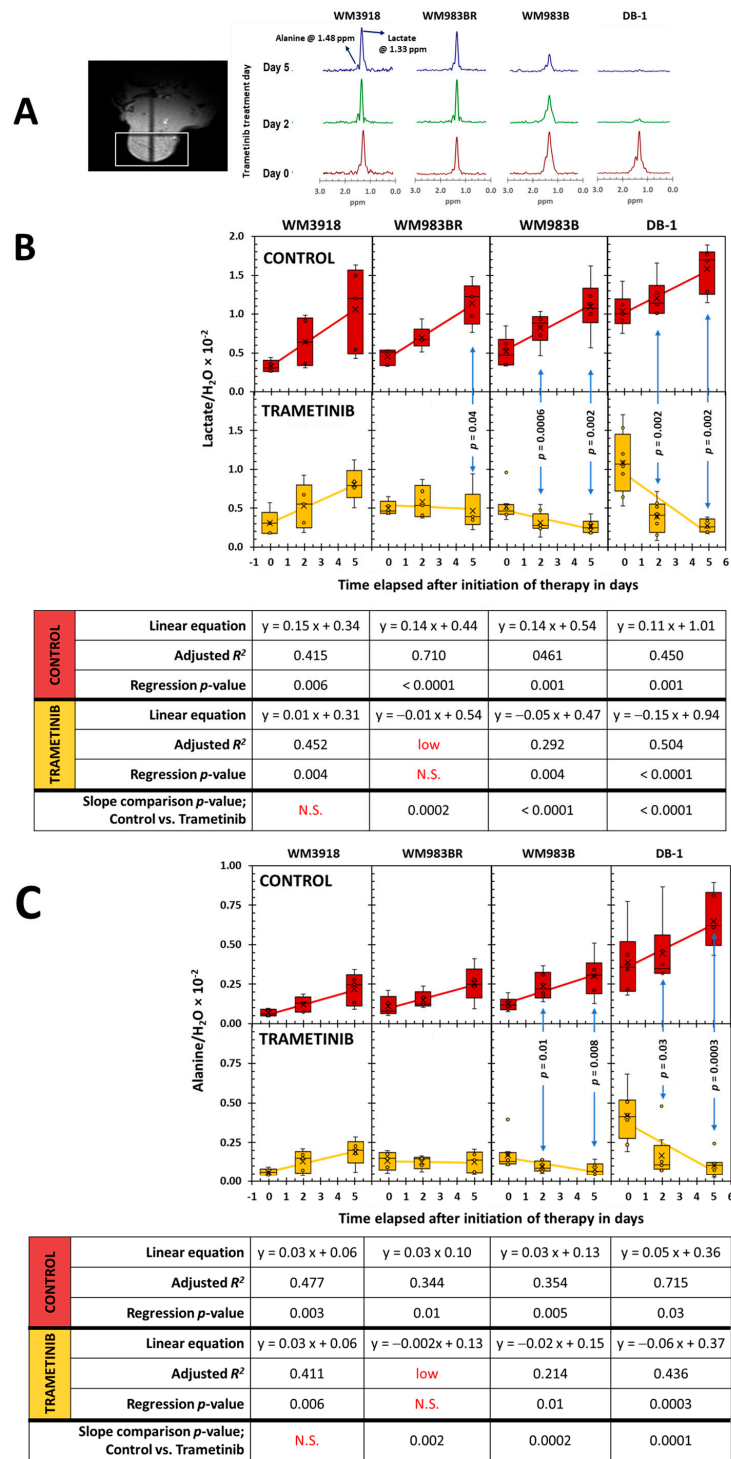 A
WM3918 WM983BR WM983B DB-1
Alanine @ 1.48 ppm
Lactate @ 1.33 ppm
Trametinib treatment day
Day 5
Day 2
Day 0
3.0 2.0 1.0 0.0 3.0 2.0 1.0 0.0 3.0 2.0 1.0 0.0 3.0 2.0 1.0 0.0
ppm ppm ppm ppm
B
WM3918 WM983BR WM983B DB-1
CONTROL
2.0
1.5
1.0
0.5
0.0
Lactate/H₂O × 10⁻²
TRAMETINIB
1.5
1.0
0.5
0.0
p = 0.04
p = 0.0006
p = 0.002
p = 0.002
p = 0.002
-1 0 1 2 3 4 5 0 1 2 3 4 5 0 1 2 3 4 5 0 1 2 3 4 5 6
Time elapsed after initiation of therapy in days
CONTROL
Linear equation y = 0.15 x + 0.34 y = 0.14 x + 0.44 y = 0.14 x + 0.54 y = 0.11 x + 1.01
Adjusted R² 0.415 0.710 0461 0.450
Regression p-value 0.006 < 0.0001 0.001 0.001
TRAMETINIB
Linear equation y = 0.01 x + 0.31 y = −0.01 x + 0.54 y = −0.05 x + 0.47 y = −0.15 x + 0.94
Adjusted R² 0.452 low 0.292 0.504
Regression p-value 0.004 N.S. 0.004 < 0.0001
Slope comparison p-value;
Control vs. Trametinib N.S. 0.0002 < 0.0001 < 0.0001
C
WM3918 WM983BR WM983B DB-1
CONTROL
1.00
0.75
0.50
0.25
0.00
Alanine/H₂O × 10⁻²
TRAMETINIB
0.75
0.50
0.25
0.00
p = 0.01
p = 0.008
p = 0.03
p = 0.0003
-1 0 1 2 3 4 5 0 1 2 3 4 5 0 1 2 3 4 5 0 1 2 3 4 5 6
Time elapsed after initiation of therapy in days
CONTROL
Linear equation y = 0.03 x + 0.06 y = 0.03 x 0.10 y = 0.03 x + 0.13 y = 0.05 x + 0.36
Adjusted R² 0.477 0.344 0.354 0.715
Regression p-value 0.003 0.01 0.005 0.03
TRAMETINIB
Linear equation y = 0.03 x + 0.06 y = −0.002x + 0.13 y = −0.02 x + 0.15 y = −0.06 x + 0.37
Adjusted R² 0.411 low 0.214 0.436
Regression p-value 0.006 N.S. 0.01 0.0003
Slope comparison p-value;
Control vs. Trametinib N.S. 0.002 0.0002 0.0001